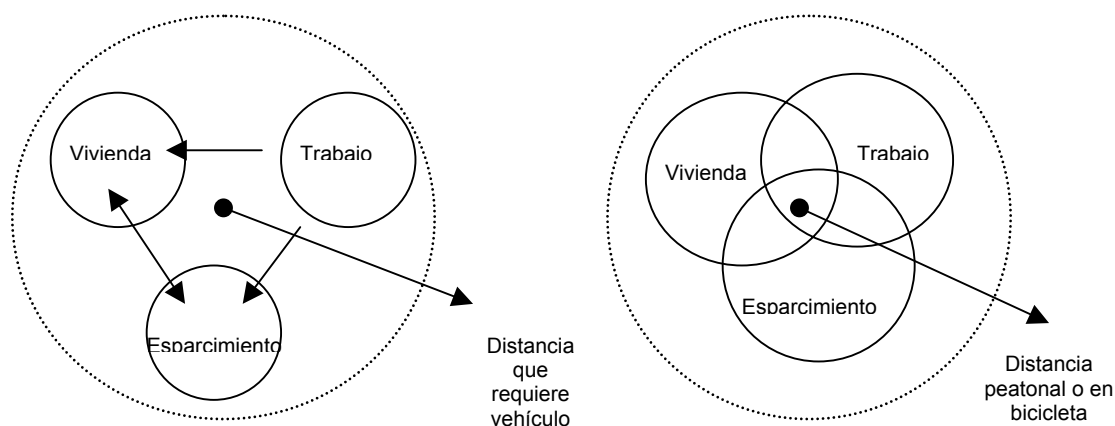 Vivienda
Trabajo
Esparcimiento
Distancia
que
requiere
vehículo
Vivienda
Trabajo
Esparcimiento
Distancia
peatonal o en
bicicleta